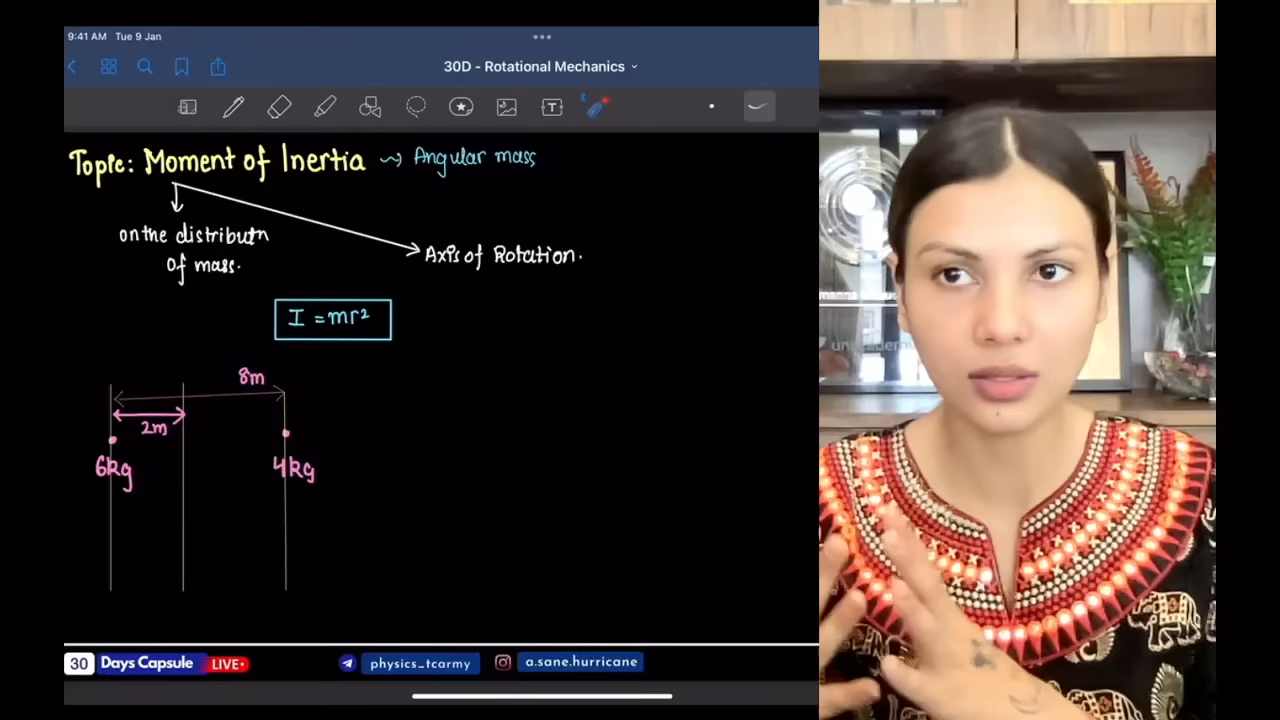 9:41 AM Tue 9 Jan
30D - Rotational Mechanics
Topic: Moment of Inertia ~> Angular mass
on the distributn
of mass.
Axis of Rotation.
I = mr²
8m
2m
6kg
4kg
30 Days Capsule LIVE
physics_tcarmy
a.sane.hurricane